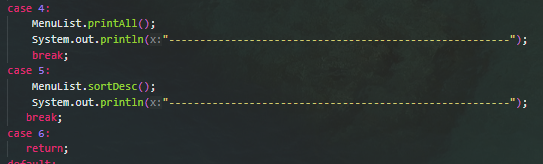 case 4:
MenuList.printAll();
System.out.println(x:"--------------------------------------------------");
break;
case 5:
MenuList.sortDesc();
System.out.println(x:"--------------------------------------------------");
break;
case 6:
return;
default: